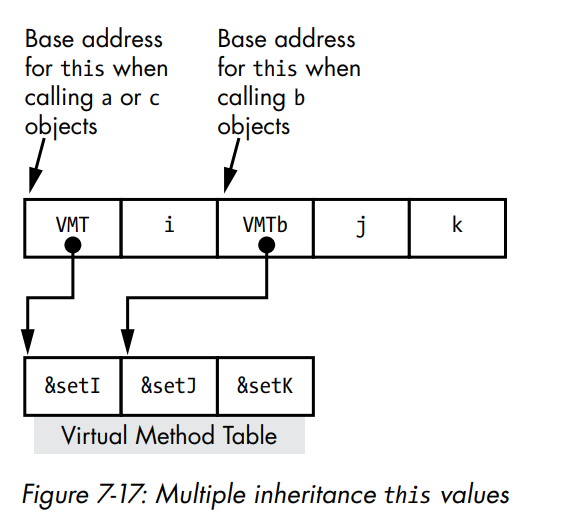 Base address
for this when
calling a or c
objects
Base address
for this when
calling b
objects
VMT i VMTb j k
&setI &setJ &setK
Virtual Method Table
Figure 7-17: Multiple inheritance this values